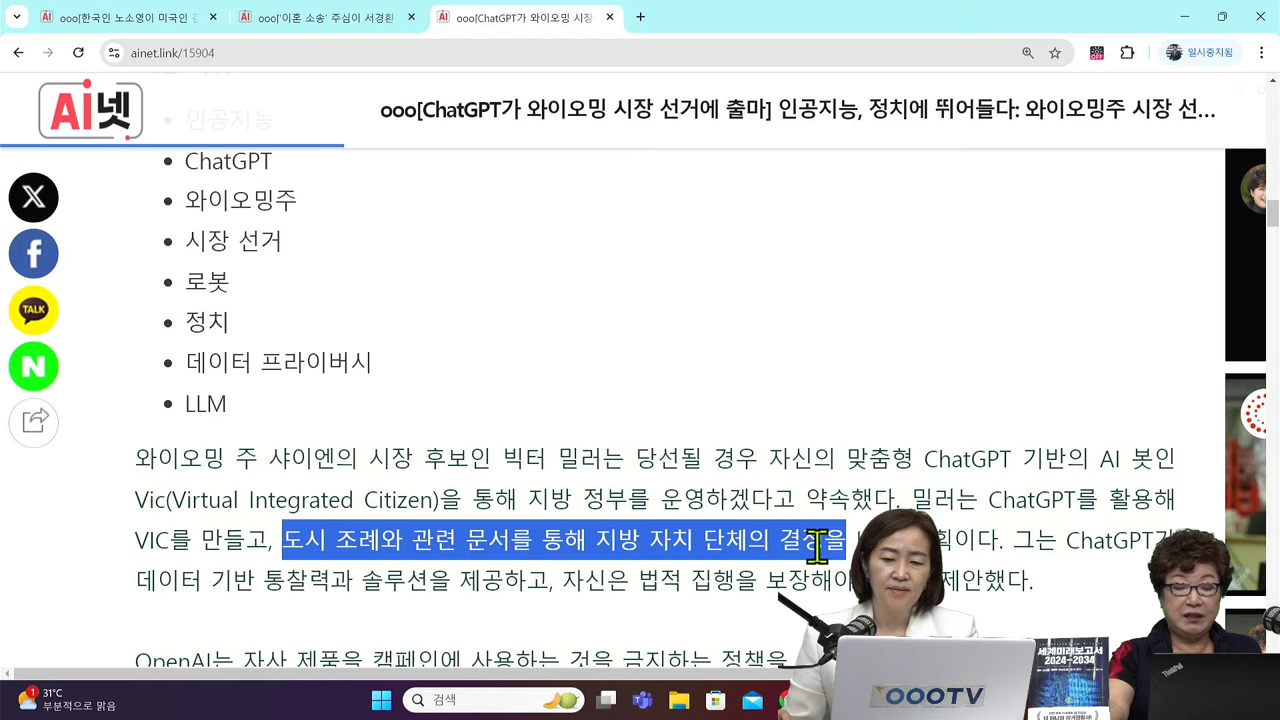 ooo[한국인 노소영이 미국인
ooo['이혼 소송' 주심이 서경환
ooo[ChatGPT가 와이오밍 시장
ainet.link/15904
OFF
일시중지됨
Ai넷
ooo[ChatGPT가 와이오밍 시장 선거에 출마] 인공지능, 정치에 뛰어들다: 와이오밍주 시장 선...
인공지능
ChatGPT
와이오밍주
시장 선거
로봇
정치
데이터 프라이버시
LLM
TALK
N
와이오밍 주 샤이엔의 시장 후보인 빅터 밀러는 당선될 경우 자신의 맞춤형 ChatGPT 기반의 AI 봇인
Vic(Virtual Integrated Citizen)을 통해 지방 정부를 운영하겠다고 약속했다. 밀러는 ChatGPT를 활용해
VIC를 만들고, 도시 조례와 관련 문서를 통해 지방 자치 단체의 결정을 그는 ChatGPT가
데이터 기반 통찰력과 솔루션을 제공하고, 자신은 법적 집행을 보장해야 제안했다.
OpenAI는 자사 제품을 캠페인에 사용하는 것을 금지하는 정책을
세계미래보고서
2024-2034
OOOTV
ThinkPad
1
31°C
부분적으로 맑음
검색